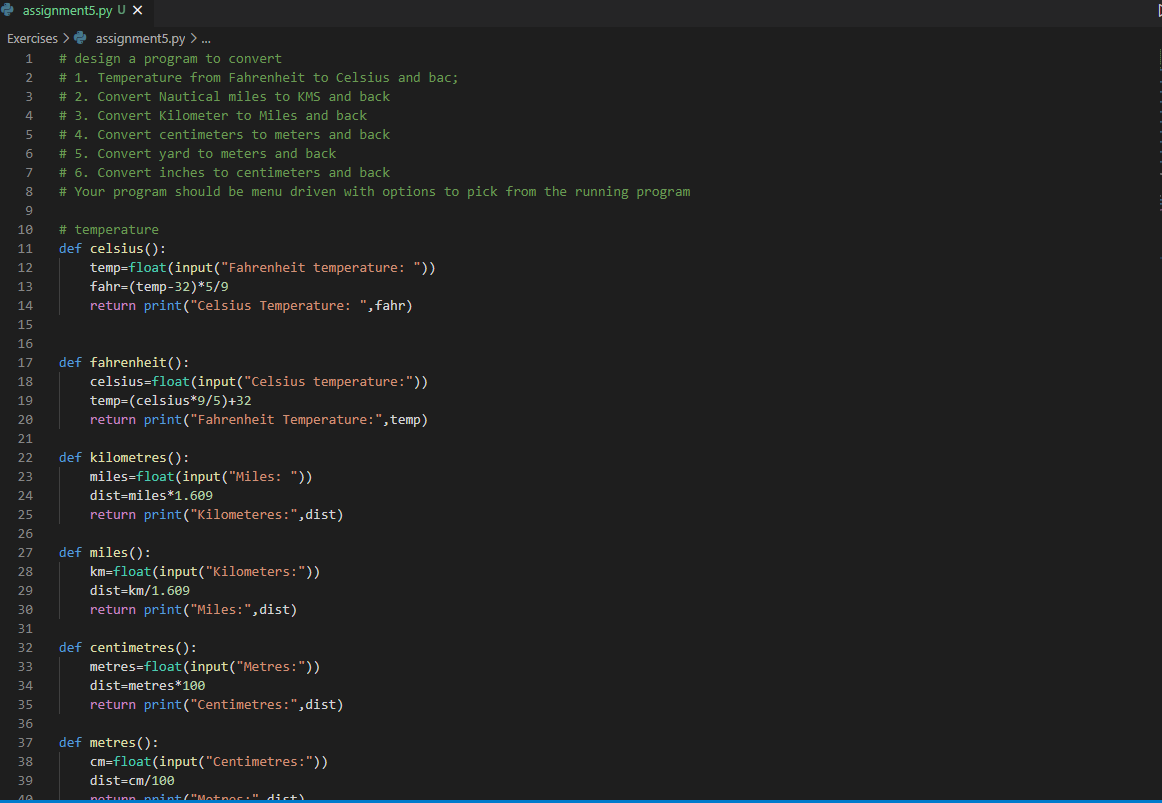 assignment5.py U
Exercises > assignment5.py > ...
1 # design a program to convert
2 # 1. Temperature from Fahrenheit to Celsius and bac;
3 # 2. Convert Nautical miles to KMS and back
4 # 3. Convert Kilometer to Miles and back
5 # 4. Convert centimeters to meters and back
6 # 5. Convert yard to meters and back
7 # 6. Convert inches to centimeters and back
8 # Your program should be menu driven with options to pick from the running program
9
10 # temperature
11 def celsius():
12     temp=float(input("Fahrenheit temperature: "))
13     fahr=(temp-32)*5/9
14     return print("Celsius Temperature: ",fahr)
15
16
17 def fahrenheit():
18     celsius=float(input("Celsius temperature:"))
19     temp=(celsius*9/5)+32
20     return print("Fahrenheit Temperature:",temp)
21
22 def kilometres():
23     miles=float(input("Miles: "))
24     dist=miles*1.609
25     return print("Kilometeres:",dist)
26
27 def miles():
28     km=float(input("Kilometers:"))
29     dist=km/1.609
30     return print("Miles:",dist)
31
32 def centimetres():
33     metres=float(input("Metres:"))
34     dist=metres*100
35     return print("Centimetres:",dist)
36
37 def metres():
38     cm=float(input("Centimetres:"))
39     dist=cm/100
40     return print("Metres:",dist)